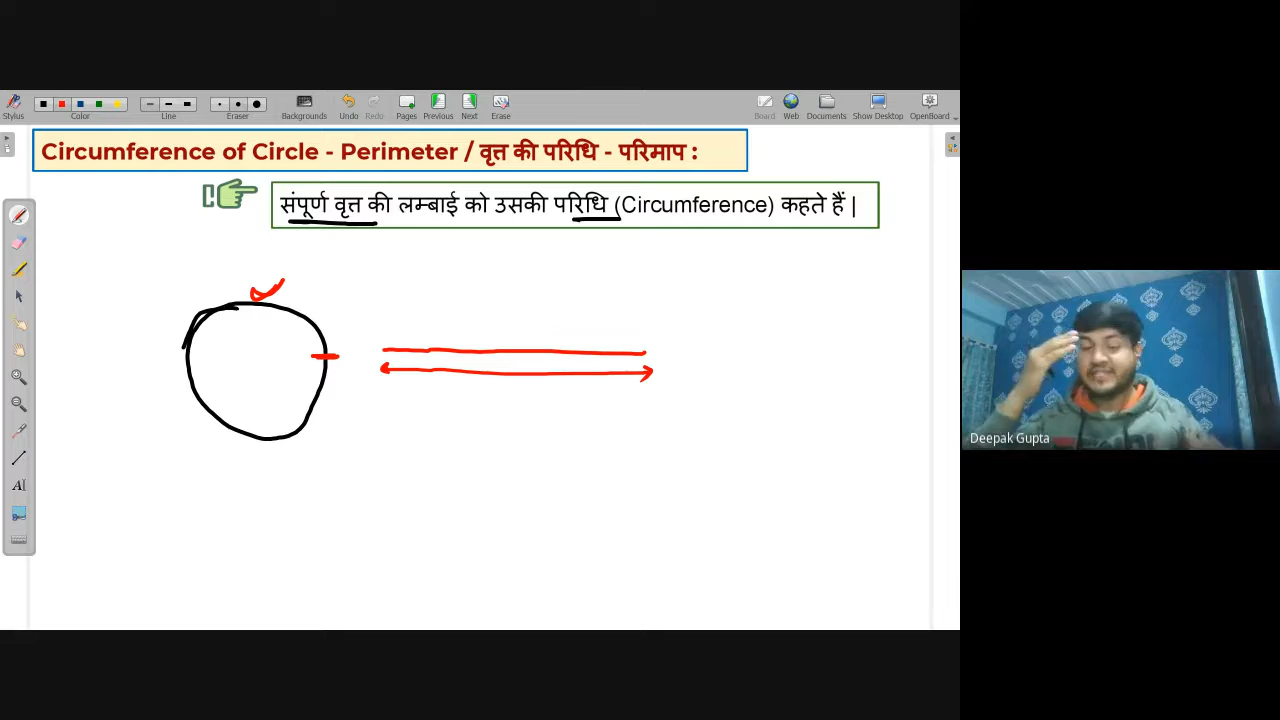 Stylus Color Line Eraser Backgrounds Undo Redo Pages Previous Next Erase Board Web Documents Show Desktop OpenBoard
Circumference of Circle - Perimeter / वृत्त की परिधि - परिमाप :
संपूर्ण वृत्त की लम्बाई को उसकी परिधि (Circumference) कहते हैं |
Deepak Gupta